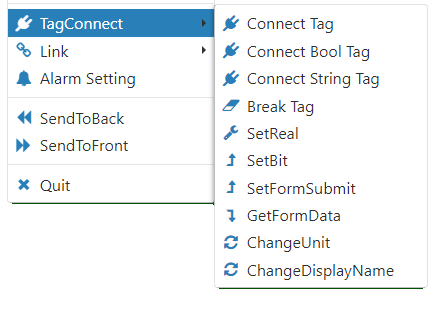 TagConnect
Link
Alarm Setting
SendToBack
SendToFront
Quit
Connect Tag
Connect Bool Tag
Connect String Tag
Break Tag
SetReal
SetBit
SetFormSubmit
GetFormData
ChangeUnit
ChangeDisplayName